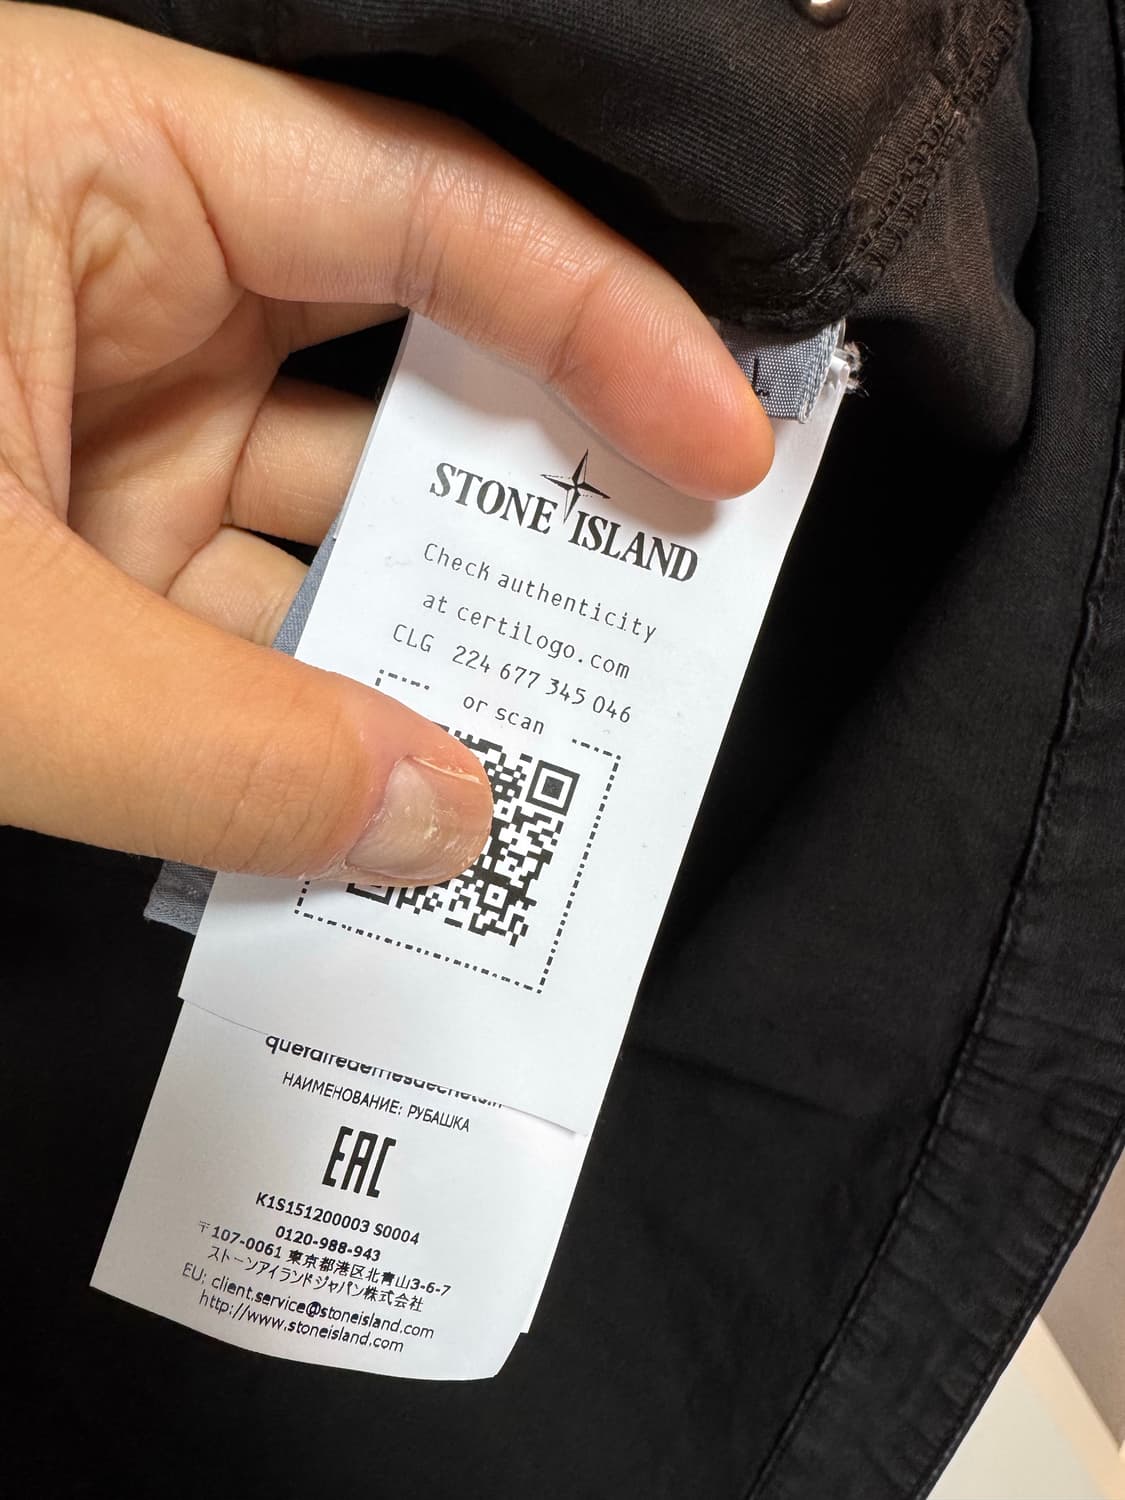 L
STONE ISLAND
Check authenticity
at certilogo.com
CLG 224 677 345 046
or scan
НАИМЕНОВАНИЕ: РУБАШКА
EAC
K1S151200003 S0004
0120-988-943
〒107-0061 東京都港区北青山3-6-7
ストーンアイランドジャパン株式会社
EU: client.service@stoneisland.com
http://www.stoneisland.com